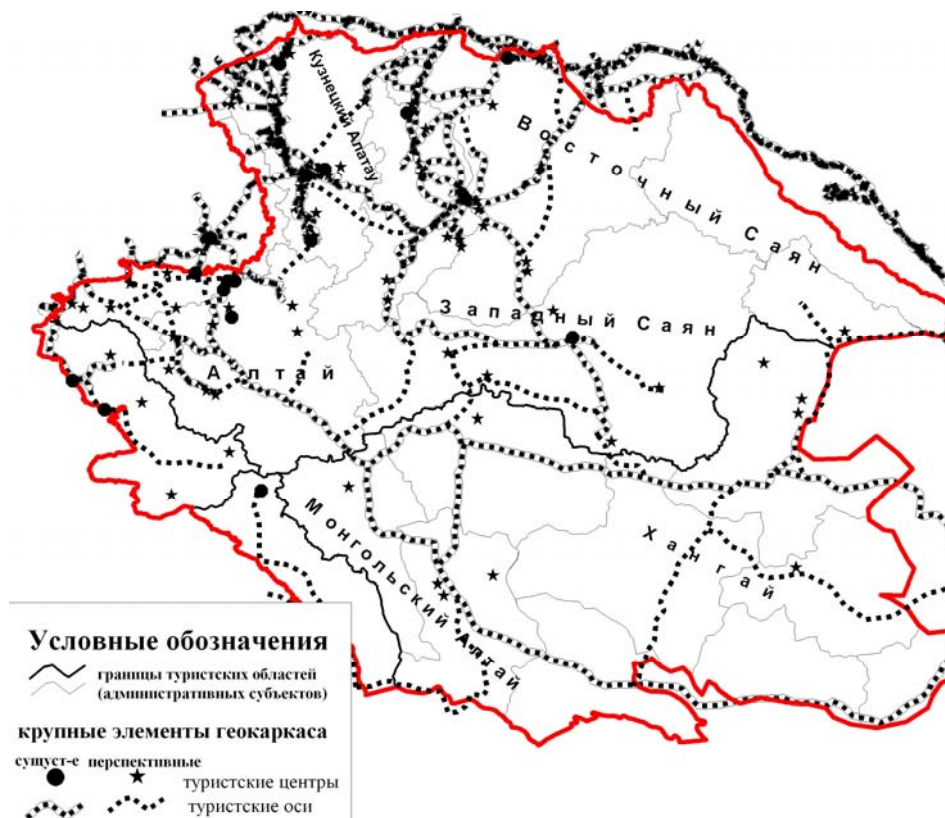 Кузнецкий Алатау
Восточный Саян
Западный Саян
Алтай
Монгольский Алтай
Хангай
Условные обозначения
границы туристских областей
(административных субъектов)
крупные элементы геокаркаса
сущуст-е перспективные
туристские центры
туристские оси